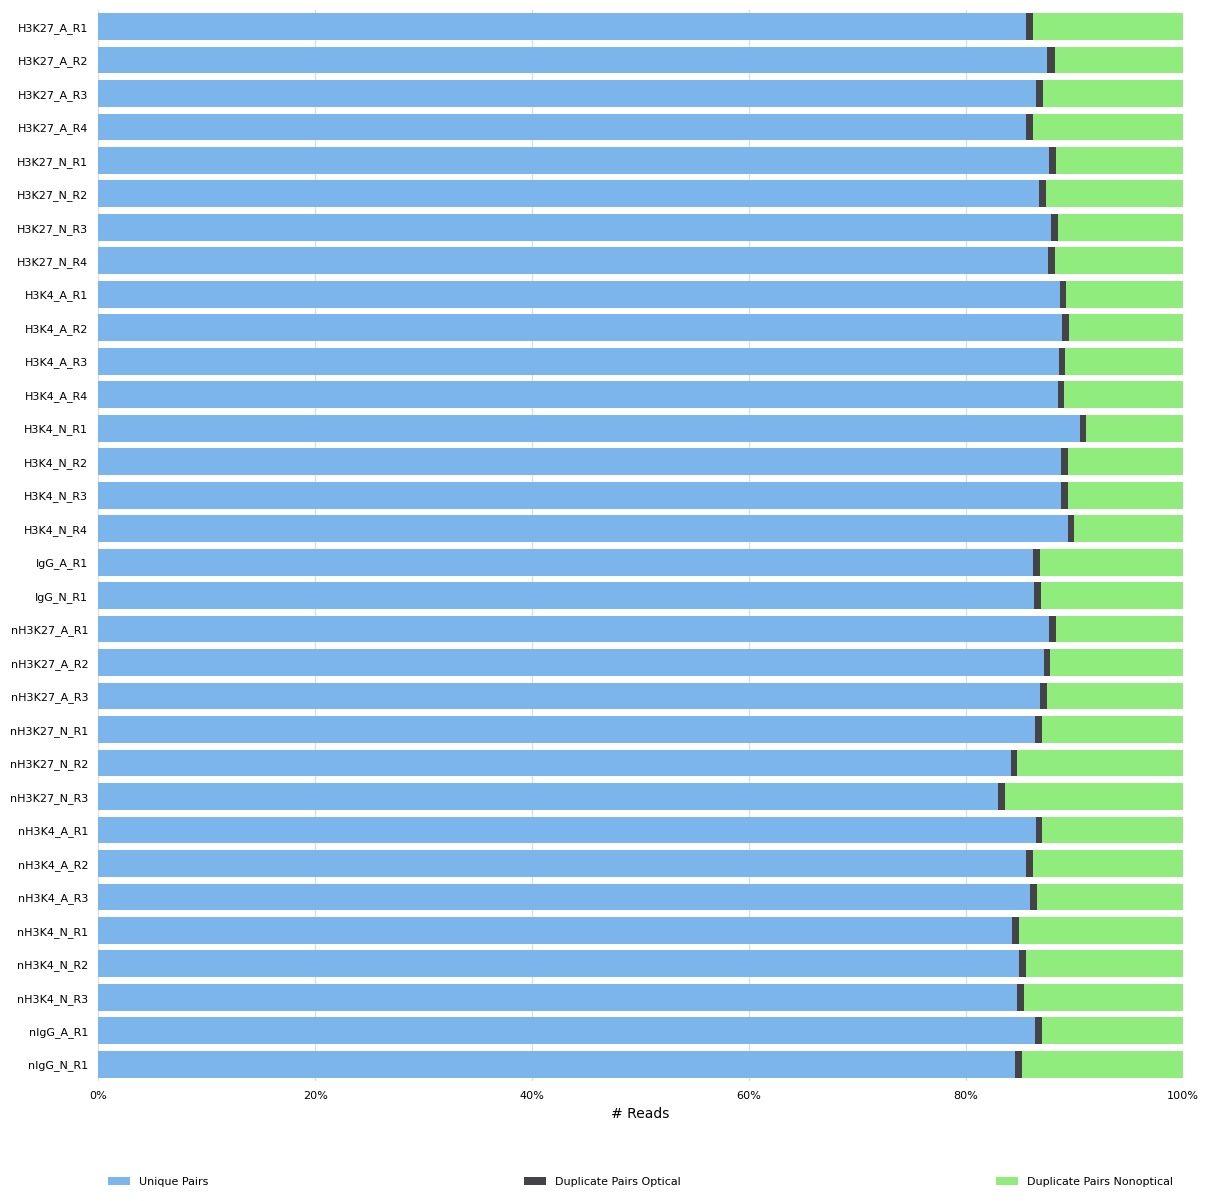 H3K27_A_R1
H3K27_A_R2
H3K27_A_R3
H3K27_A_R4
H3K27_N_R1
H3K27_N_R2
H3K27_N_R3
H3K27_N_R4
H3K4_A_R1
H3K4_A_R2
H3K4_A_R3
H3K4_A_R4
H3K4_N_R1
H3K4_N_R2
H3K4_N_R3
H3K4_N_R4
IgG_A_R1
IgG_N_R1
nH3K27_A_R1
nH3K27_A_R2
nH3K27_A_R3
nH3K27_N_R1
nH3K27_N_R2
nH3K27_N_R3
nH3K4_A_R1
nH3K4_A_R2
nH3K4_A_R3
nH3K4_N_R1
nH3K4_N_R2
nH3K4_N_R3
nIgG_A_R1
nIgG_N_R1
0% 20% 40% 60% 80% 100%
# Reads
Unique Pairs Duplicate Pairs Optical Duplicate Pairs Nonoptical